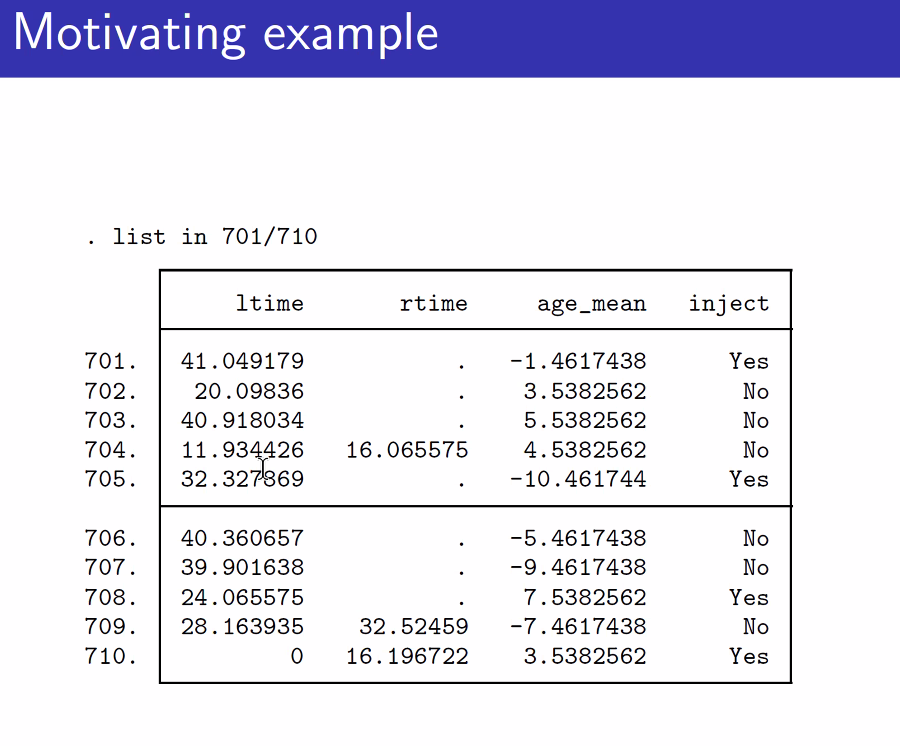 Motivating example
. list in 701/710
ltime rtime age_mean inject
701. 41.049179 . -1.4617438 Yes
702. 20.09836 . 3.5382562 No
703. 40.918034 . 5.5382562 No
704. 11.934426 16.065575 4.5382562 No
705. 32.327869 . -10.461744 Yes
706. 40.360657 . -5.4617438 No
707. 39.901638 . -9.4617438 No
708. 24.065575 . 7.5382562 Yes
709. 28.163935 32.52459 -7.4617438 No
710. 0 16.196722 3.5382562 Yes